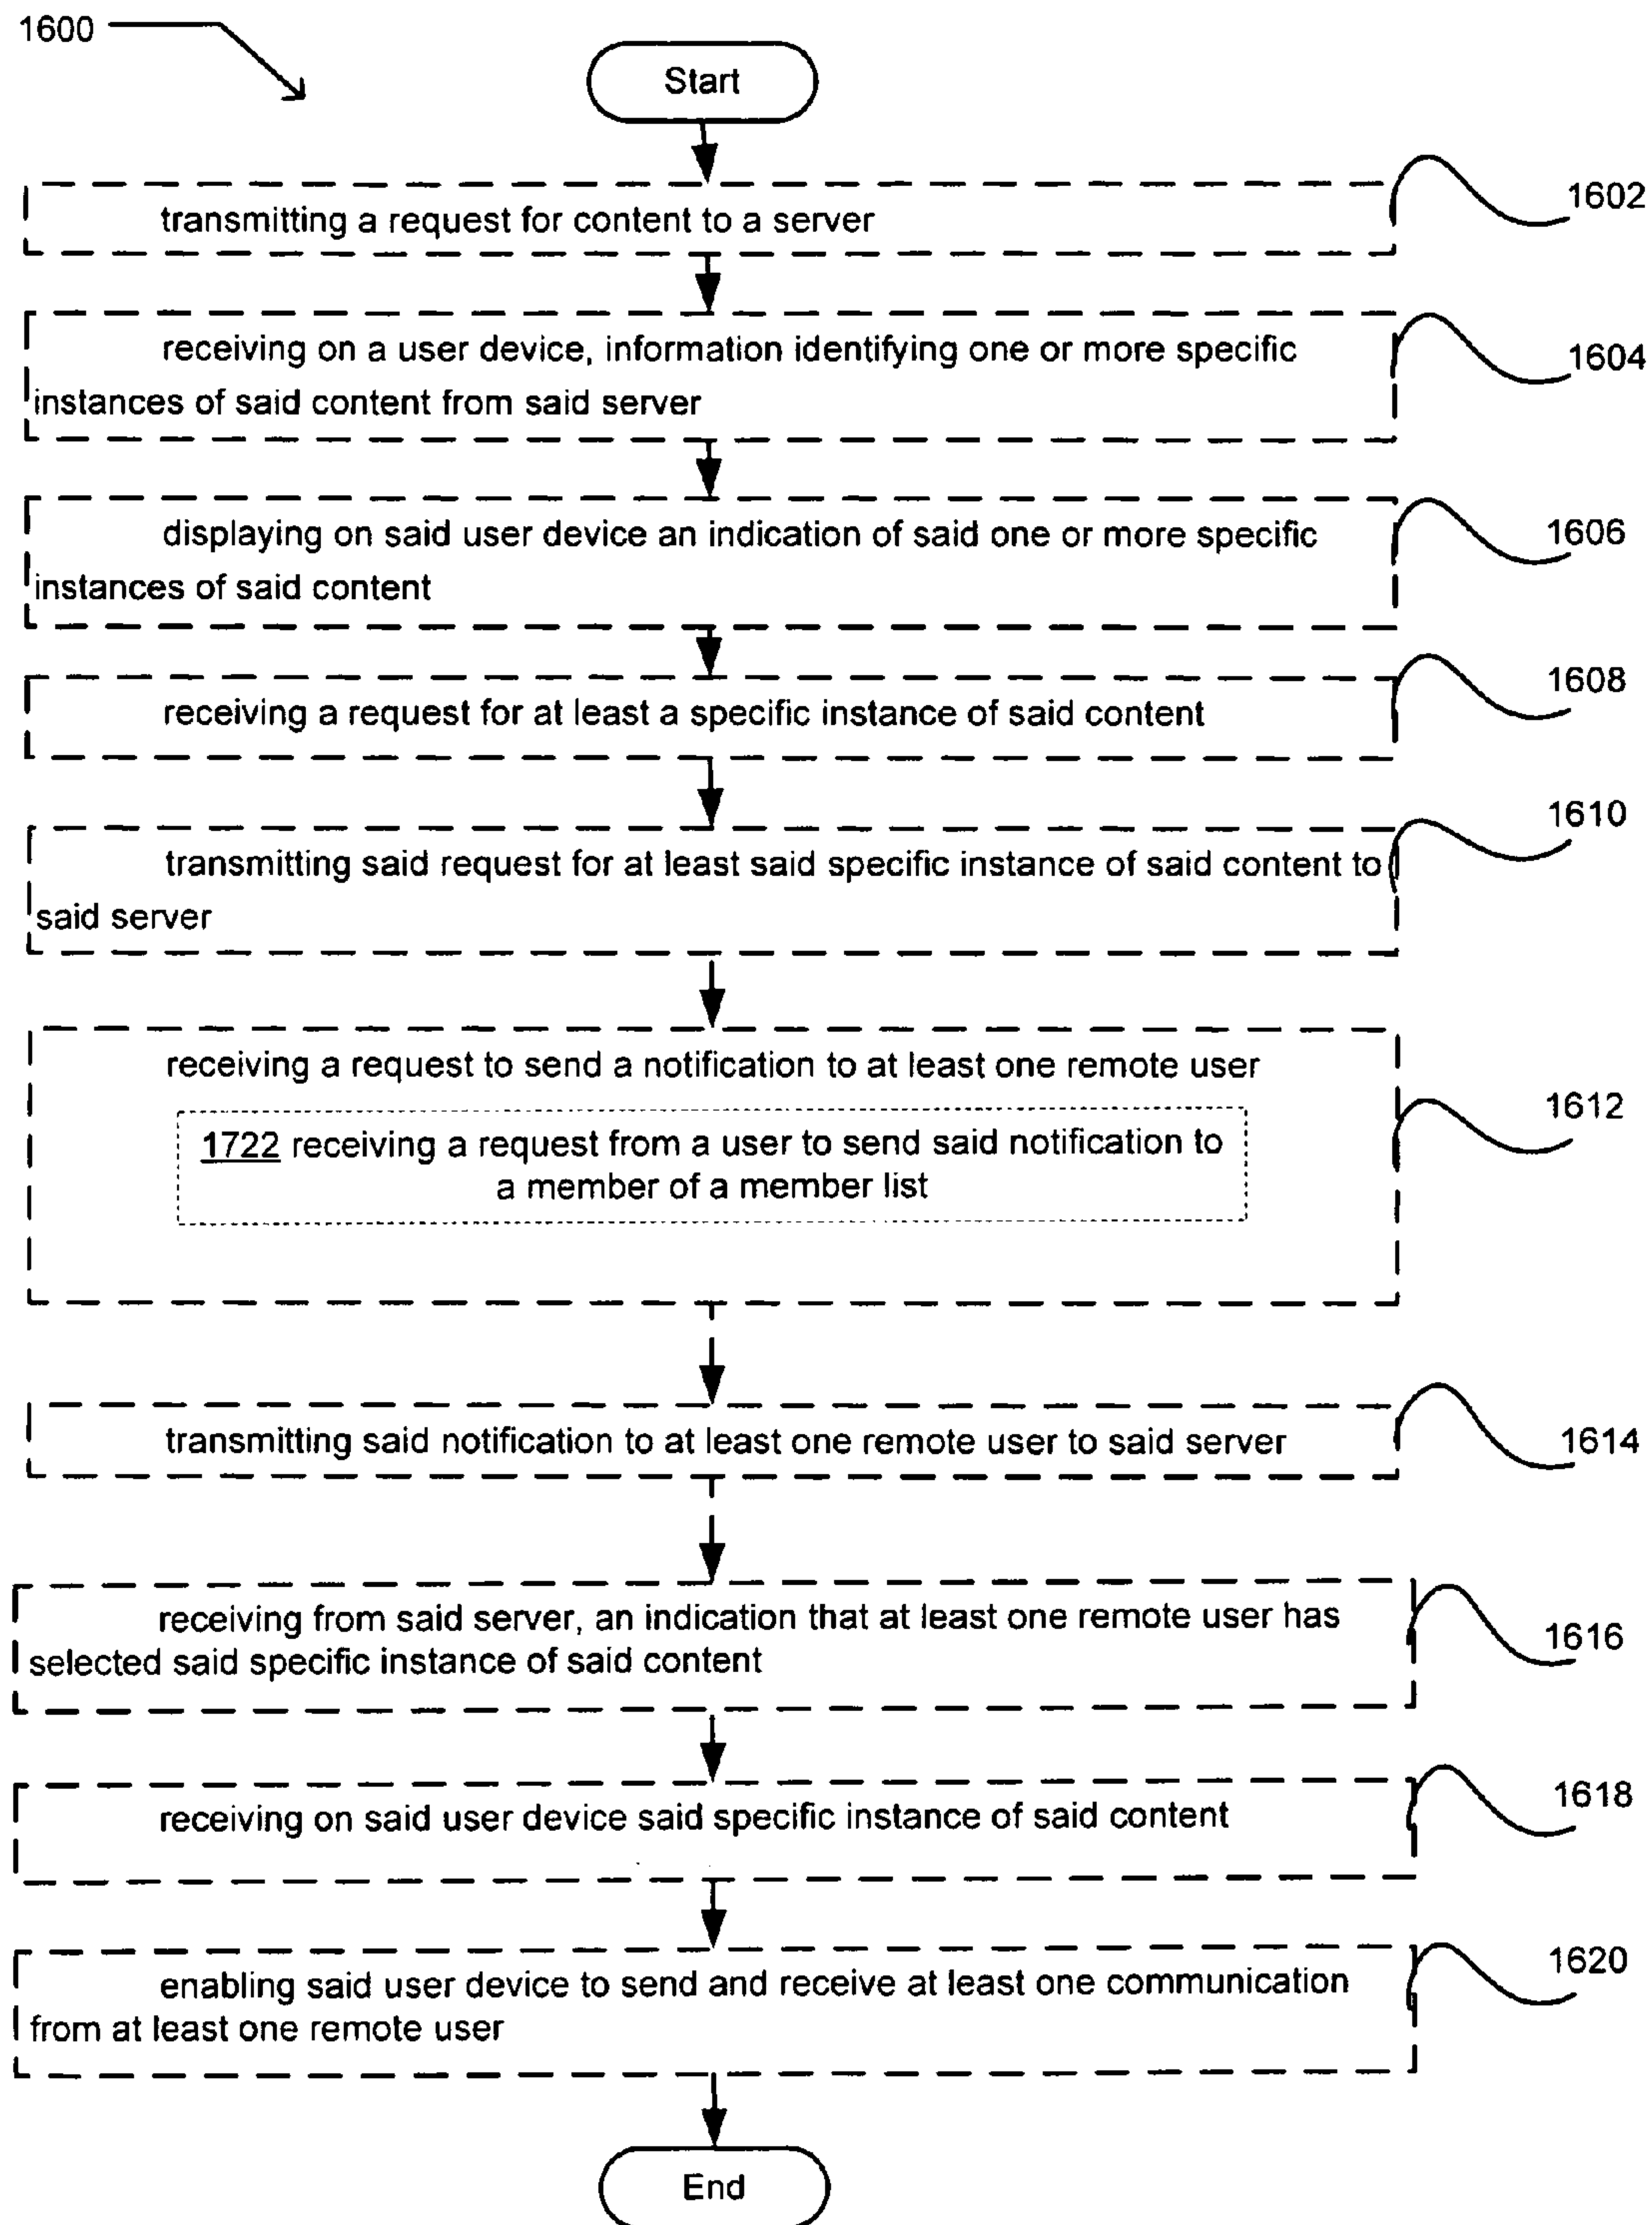 1600
Start
transmitting a request for content to a server
1602
receiving on a user device, information identifying one or more specific
instances of said content from said server
1604
displaying on said user device an indication of said one or more specific
instances of said content
1606
receiving a request for at least a specific instance of said content
1608
transmitting said request for at least said specific instance of said content to
said server
1610
receiving a request to send a notification to at least one remote user
1722 receiving a request from a user to send said notification to
a member of a member list
1612
transmitting said notification to at least one remote user to said server
1614
receiving from said server, an indication that at least one remote user has
selected said specific instance of said content
1616
receiving on said user device said specific instance of said content
1618
enabling said user device to send and receive at least one communication
from at least one remote user
1620
End